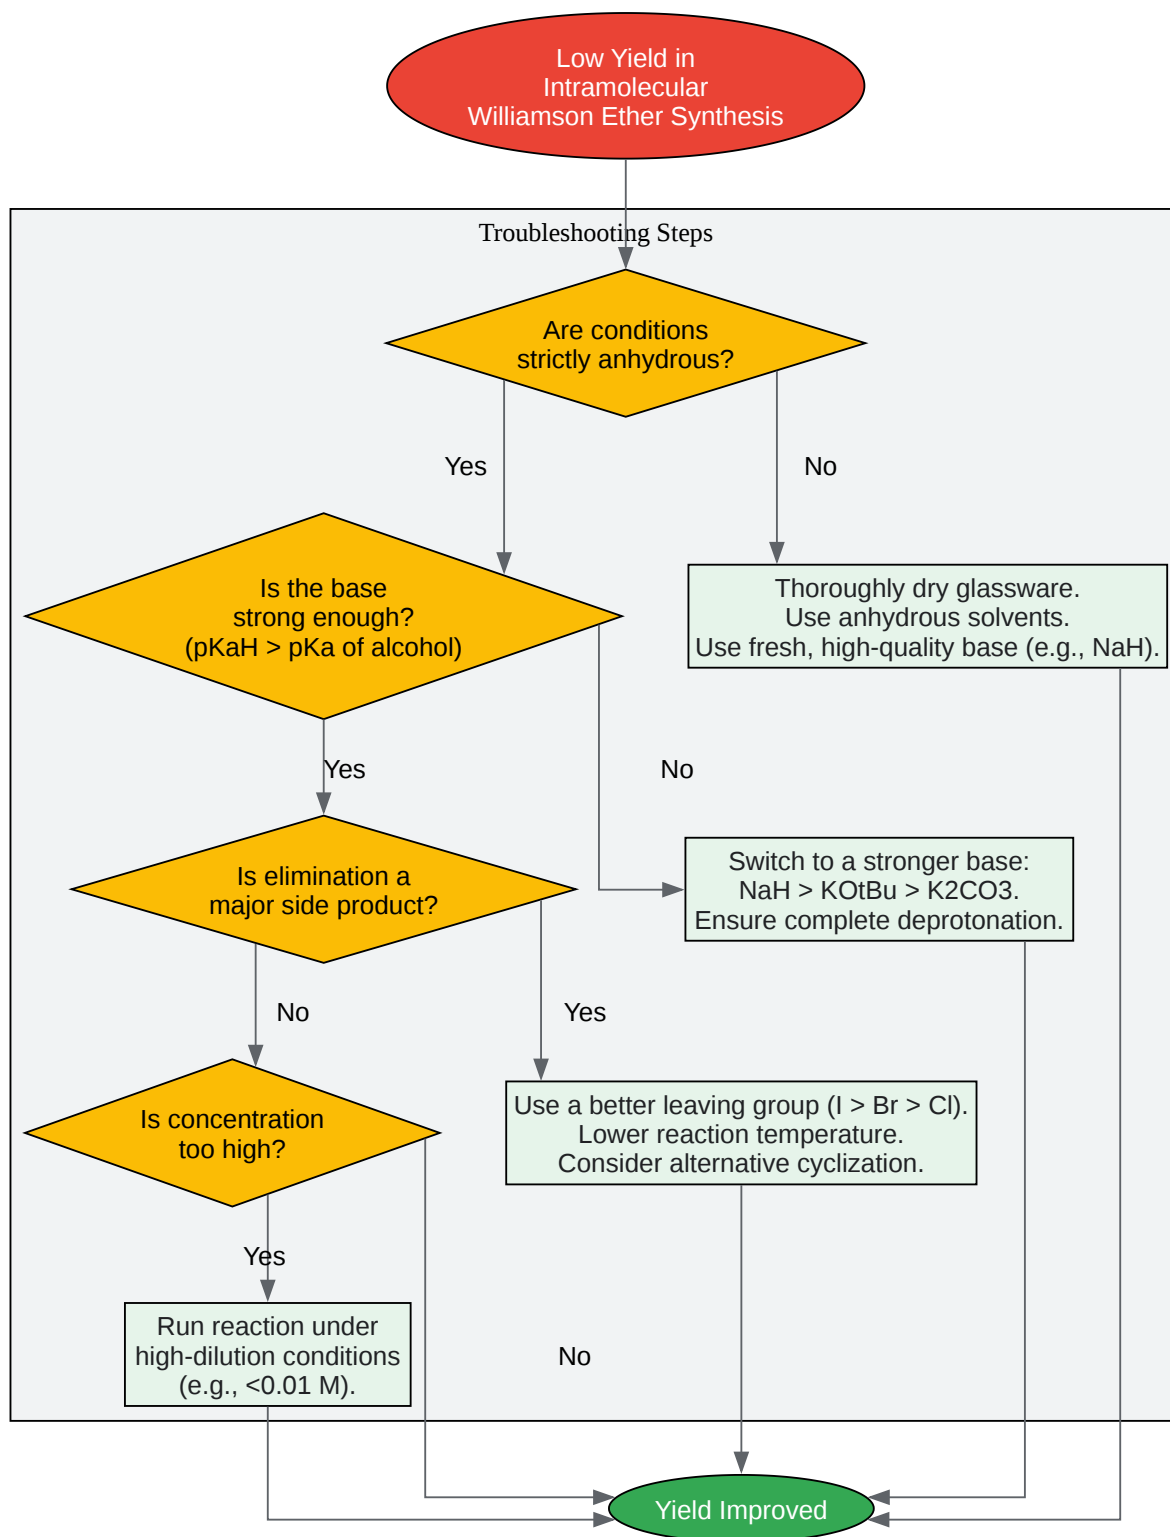 Low Yield in
Intramolecular
Williamson Ether Synthesis
Troubleshooting Steps
Are conditions
strictly anhydrous?
Yes
No
Is the base
strong enough?
(pKaH > pKa of alcohol)
Thoroughly dry glassware.
Use anhydrous solvents.
Use fresh, high-quality base (e.g., NaH).
Yes
No
Is elimination a
major side product?
Switch to a stronger base:
NaH > KOtBu > K2CO3.
Ensure complete deprotonation.
No
Yes
Is concentration
too high?
Use a better leaving group (I > Br > Cl).
Lower reaction temperature.
Consider alternative cyclization.
Yes
No
Run reaction under
high-dilution conditions
(e.g., <0.01 M).
Yield Improved